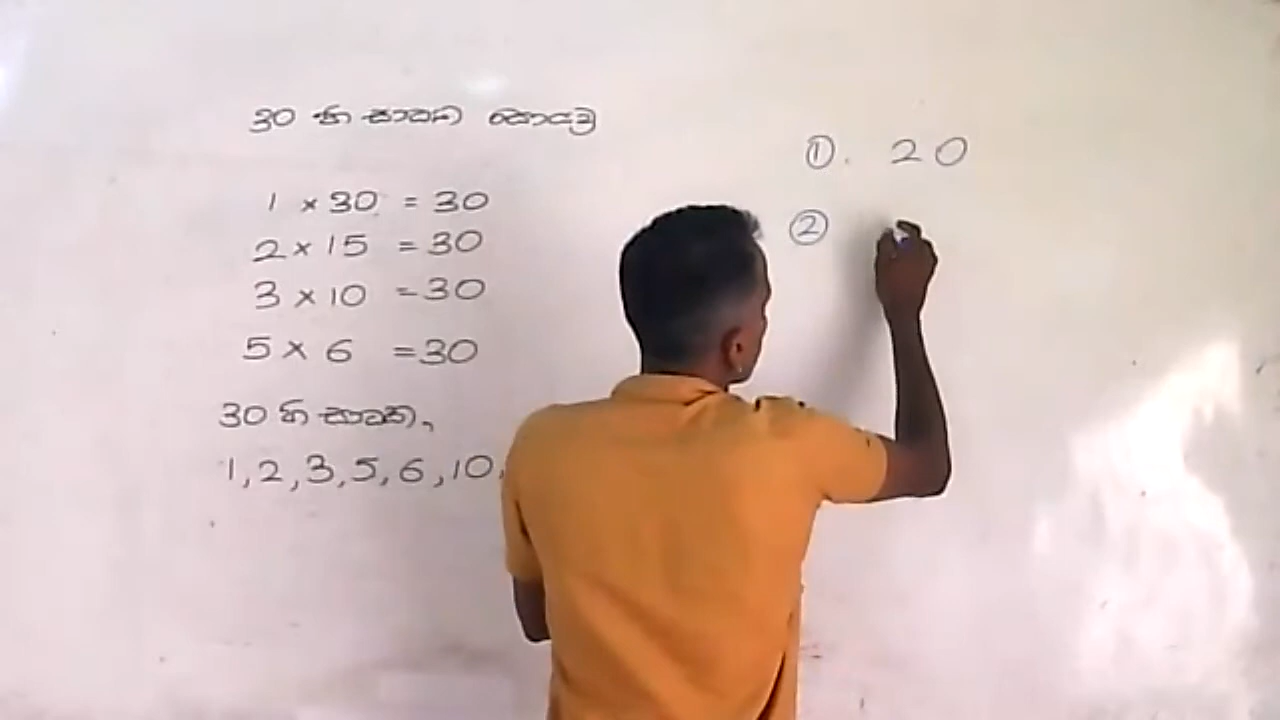 30 හි සාධක සොයමු
1 × 30 = 30
2 × 15 = 30
3 × 10 = 30
5 × 6 = 30
30 හි සාධක,
1, 2, 3, 5, 6, 10,
①. 20
②